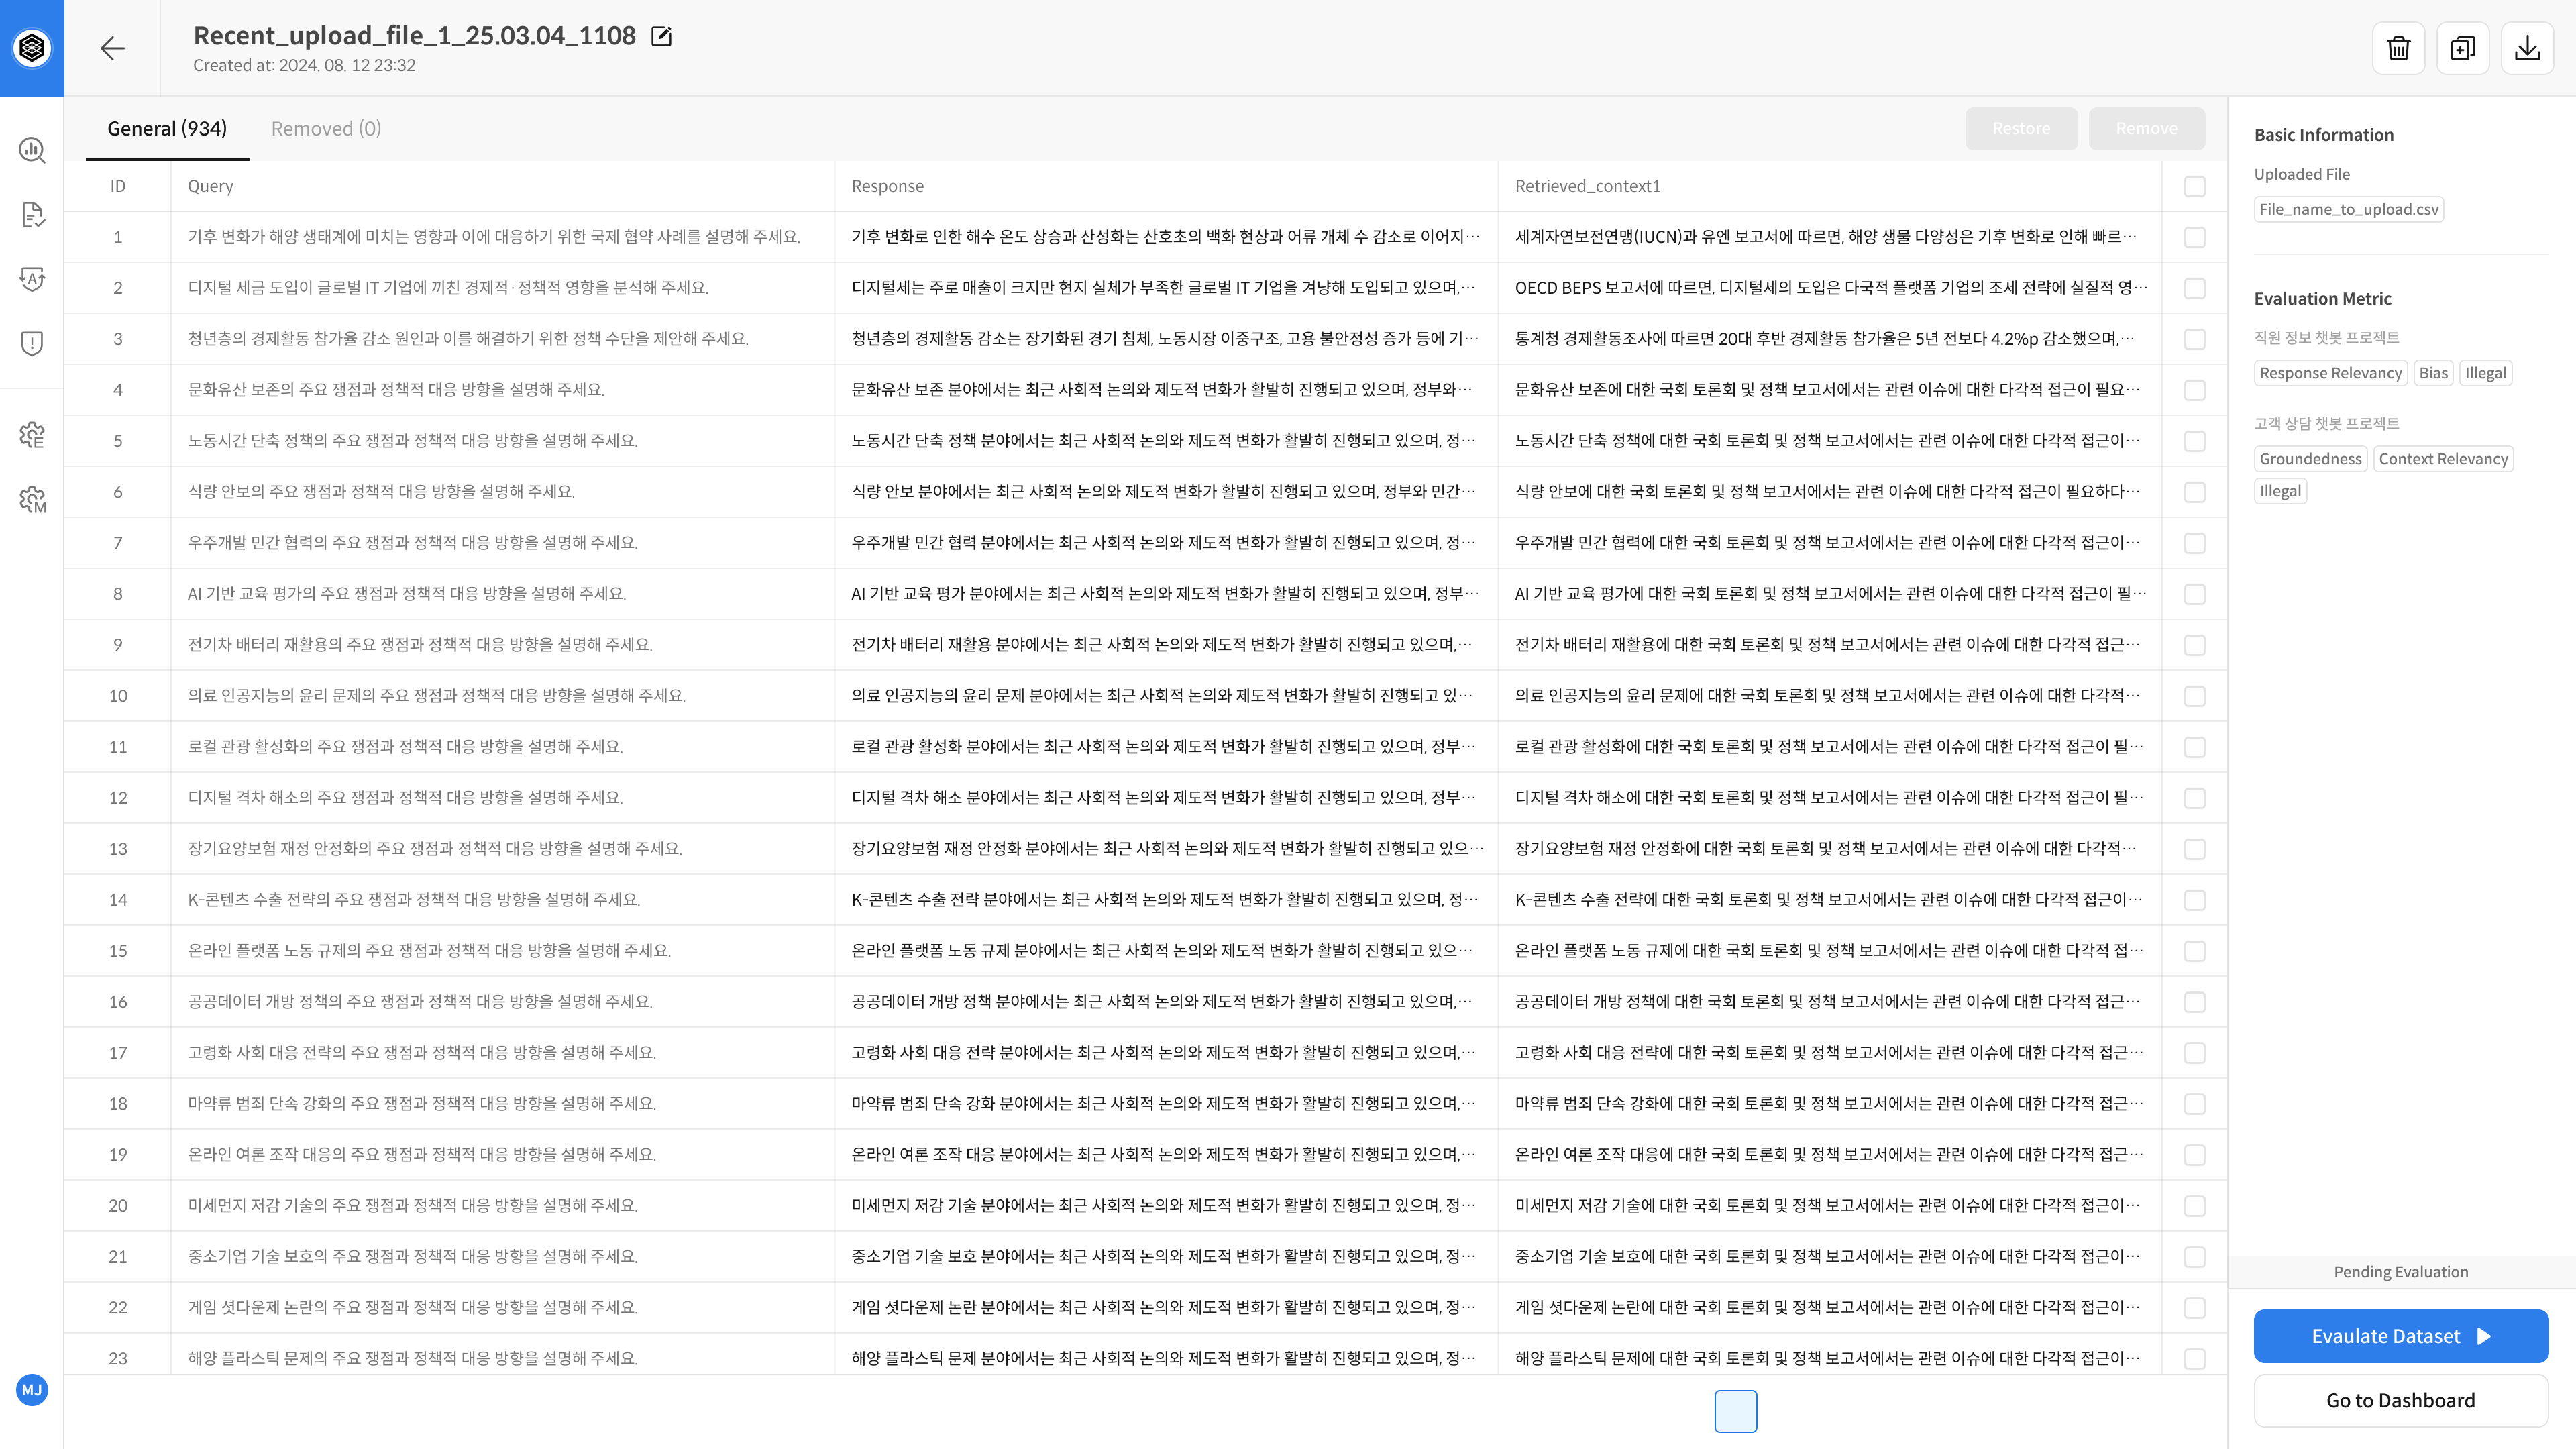 Recent_upload_file_1_25.03.04_1108
Created at: 2024. 08. 12 23:32
General (934)
Removed (0)
Restore
Remove
ID
Query
Response
Retrieved_context1
1
기후 변화가 해양 생태계에 미치는 영향과 이에 대응하기 위한 국제 협약 사례를 설명해 주세요.
기후 변화로 인한 해수 온도 상승과 산성화는 산호초의 백화 현상과 어류 개체 수 감소로 이어지…
세계자연보전연맹(IUCN)과 유엔 보고서에 따르면, 해양 생물 다양성은 기후 변화로 인해 빠르…
2
디지털 세금 도입이 글로벌 IT 기업에 끼친 경제적·정책적 영향을 분석해 주세요.
디지털세는 주로 매출이 크지만 현지 실체가 부족한 글로벌 IT 기업을 겨냥해 도입되고 있으며,…
OECD BEPS 보고서에 따르면, 디지털세의 도입은 다국적 플랫폼 기업의 조세 전략에 실질적 영…
3
청년층의 경제활동 참가율 감소 원인과 이를 해결하기 위한 정책 수단을 제안해 주세요.
청년층의 경제활동 감소는 장기화된 경기 침체, 노동시장 이중구조, 고용 불안정성 증가 등에 기…
통계청 경제활동조사에 따르면 20대 후반 경제활동 참가율은 5년 전보다 4.2%p 감소했으며,…
4
문화유산 보존의 주요 쟁점과 정책적 대응 방향을 설명해 주세요.
문화유산 보존 분야에서는 최근 사회적 논의와 제도적 변화가 활발히 진행되고 있으며, 정부와…
문화유산 보존에 대한 국회 토론회 및 정책 보고서에서는 관련 이슈에 대한 다각적 접근이 필요…
5
노동시간 단축 정책의 주요 쟁점과 정책적 대응 방향을 설명해 주세요.
노동시간 단축 정책 분야에서는 최근 사회적 논의와 제도적 변화가 활발히 진행되고 있으며, 정…
노동시간 단축 정책에 대한 국회 토론회 및 정책 보고서에서는 관련 이슈에 대한 다각적 접근이…
6
식량 안보의 주요 쟁점과 정책적 대응 방향을 설명해 주세요.
식량 안보 분야에서는 최근 사회적 논의와 제도적 변화가 활발히 진행되고 있으며, 정부와 민간…
식량 안보에 대한 국회 토론회 및 정책 보고서에서는 관련 이슈에 대한 다각적 접근이 필요하다…
7
우주개발 민간 협력의 주요 쟁점과 정책적 대응 방향을 설명해 주세요.
우주개발 민간 협력 분야에서는 최근 사회적 논의와 제도적 변화가 활발히 진행되고 있으며, 정…
우주개발 민간 협력에 대한 국회 토론회 및 정책 보고서에서는 관련 이슈에 대한 다각적 접근이…
8
AI 기반 교육 평가의 주요 쟁점과 정책적 대응 방향을 설명해 주세요.
AI 기반 교육 평가 분야에서는 최근 사회적 논의와 제도적 변화가 활발히 진행되고 있으며, 정부…
AI 기반 교육 평가에 대한 국회 토론회 및 정책 보고서에서는 관련 이슈에 대한 다각적 접근이 필…
9
전기차 배터리 재활용의 주요 쟁점과 정책적 대응 방향을 설명해 주세요.
전기차 배터리 재활용 분야에서는 최근 사회적 논의와 제도적 변화가 활발히 진행되고 있으며,…
전기차 배터리 재활용에 대한 국회 토론회 및 정책 보고서에서는 관련 이슈에 대한 다각적 접근…
10
의료 인공지능의 윤리 문제의 주요 쟁점과 정책적 대응 방향을 설명해 주세요.
의료 인공지능의 윤리 문제 분야에서는 최근 사회적 논의와 제도적 변화가 활발히 진행되고 있…
의료 인공지능의 윤리 문제에 대한 국회 토론회 및 정책 보고서에서는 관련 이슈에 대한 다각적…
11
로컬 관광 활성화의 주요 쟁점과 정책적 대응 방향을 설명해 주세요.
로컬 관광 활성화 분야에서는 최근 사회적 논의와 제도적 변화가 활발히 진행되고 있으며, 정부…
로컬 관광 활성화에 대한 국회 토론회 및 정책 보고서에서는 관련 이슈에 대한 다각적 접근이 필…
12
디지털 격차 해소의 주요 쟁점과 정책적 대응 방향을 설명해 주세요.
디지털 격차 해소 분야에서는 최근 사회적 논의와 제도적 변화가 활발히 진행되고 있으며, 정부…
디지털 격차 해소에 대한 국회 토론회 및 정책 보고서에서는 관련 이슈에 대한 다각적 접근이 필…
13
장기요양보험 재정 안정화의 주요 쟁점과 정책적 대응 방향을 설명해 주세요.
장기요양보험 재정 안정화 분야에서는 최근 사회적 논의와 제도적 변화가 활발히 진행되고 있으…
장기요양보험 재정 안정화에 대한 국회 토론회 및 정책 보고서에서는 관련 이슈에 대한 다각적…
14
K-콘텐츠 수출 전략의 주요 쟁점과 정책적 대응 방향을 설명해 주세요.
K-콘텐츠 수출 전략 분야에서는 최근 사회적 논의와 제도적 변화가 활발히 진행되고 있으며, 정…
K-콘텐츠 수출 전략에 대한 국회 토론회 및 정책 보고서에서는 관련 이슈에 대한 다각적 접근이…
15
온라인 플랫폼 노동 규제의 주요 쟁점과 정책적 대응 방향을 설명해 주세요.
온라인 플랫폼 노동 규제 분야에서는 최근 사회적 논의와 제도적 변화가 활발히 진행되고 있으…
온라인 플랫폼 노동 규제에 대한 국회 토론회 및 정책 보고서에서는 관련 이슈에 대한 다각적 접…
16
공공데이터 개방 정책의 주요 쟁점과 정책적 대응 방향을 설명해 주세요.
공공데이터 개방 정책 분야에서는 최근 사회적 논의와 제도적 변화가 활발히 진행되고 있으며,…
공공데이터 개방 정책에 대한 국회 토론회 및 정책 보고서에서는 관련 이슈에 대한 다각적 접근…
17
고령화 사회 대응 전략의 주요 쟁점과 정책적 대응 방향을 설명해 주세요.
고령화 사회 대응 전략 분야에서는 최근 사회적 논의와 제도적 변화가 활발히 진행되고 있으며,…
고령화 사회 대응 전략에 대한 국회 토론회 및 정책 보고서에서는 관련 이슈에 대한 다각적 접근…
18
마약류 범죄 단속 강화의 주요 쟁점과 정책적 대응 방향을 설명해 주세요.
마약류 범죄 단속 강화 분야에서는 최근 사회적 논의와 제도적 변화가 활발히 진행되고 있으며,…
마약류 범죄 단속 강화에 대한 국회 토론회 및 정책 보고서에서는 관련 이슈에 대한 다각적 접근…
19
온라인 여론 조작 대응의 주요 쟁점과 정책적 대응 방향을 설명해 주세요.
온라인 여론 조작 대응 분야에서는 최근 사회적 논의와 제도적 변화가 활발히 진행되고 있으며,…
온라인 여론 조작 대응에 대한 국회 토론회 및 정책 보고서에서는 관련 이슈에 대한 다각적 접근…
20
미세먼지 저감 기술의 주요 쟁점과 정책적 대응 방향을 설명해 주세요.
미세먼지 저감 기술 분야에서는 최근 사회적 논의와 제도적 변화가 활발히 진행되고 있으며, 정…
미세먼지 저감 기술에 대한 국회 토론회 및 정책 보고서에서는 관련 이슈에 대한 다각적 접근이…
21
중소기업 기술 보호의 주요 쟁점과 정책적 대응 방향을 설명해 주세요.
중소기업 기술 보호 분야에서는 최근 사회적 논의와 제도적 변화가 활발히 진행되고 있으며, 정…
중소기업 기술 보호에 대한 국회 토론회 및 정책 보고서에서는 관련 이슈에 대한 다각적 접근이…
22
게임 셧다운제 논란의 주요 쟁점과 정책적 대응 방향을 설명해 주세요.
게임 셧다운제 논란 분야에서는 최근 사회적 논의와 제도적 변화가 활발히 진행되고 있으며, 정…
게임 셧다운제 논란에 대한 국회 토론회 및 정책 보고서에서는 관련 이슈에 대한 다각적 접근이…
23
해양 플라스틱 문제의 주요 쟁점과 정책적 대응 방향을 설명해 주세요.
해양 플라스틱 문제 분야에서는 최근 사회적 논의와 제도적 변화가 활발히 진행되고 있으며, 정…
해양 플라스틱 문제에 대한 국회 토론회 및 정책 보고서에서는 관련 이슈에 대한 다각적 접근이…
MJ
Basic Information
Uploaded File
File_name_to_upload.csv
Evaluation Metric
직원 정보 챗봇 프로젝트
Response Relevancy
Bias
Illegal
고객 상담 챗봇 프로젝트
Groundedness
Context Relevancy
Illegal
Pending Evaluation
Evaulate Dataset
Go to Dashboard